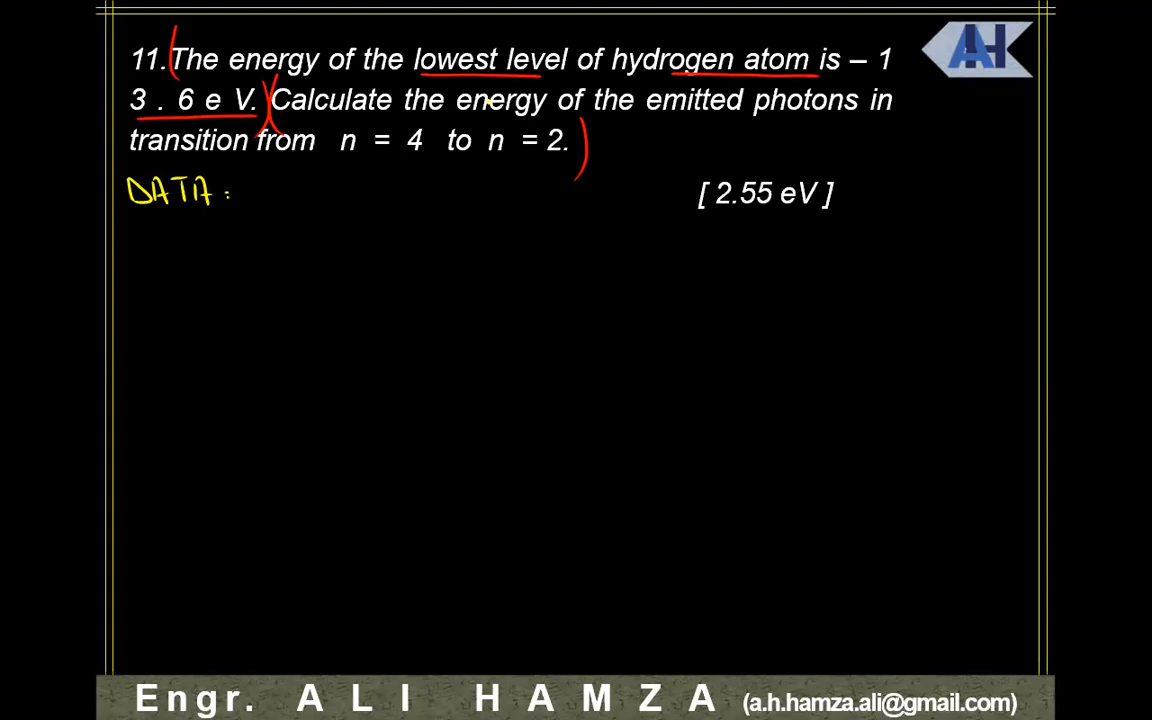 11.The energy of the lowest level of hydrogen atom is – 1
3 . 6 e V. Calculate the energy of the emitted photons in
transition from n = 4 to n = 2.
DATA :
[ 2.55 eV ]
AH
Engr. A L I H A M Z A (a.h.hamza.ali@gmail.com)